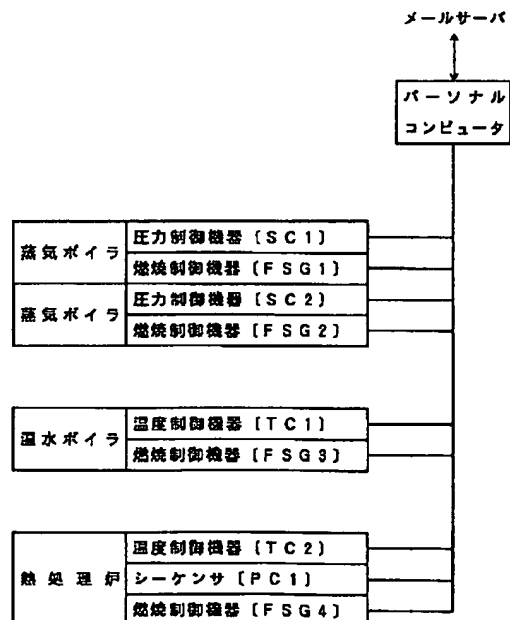 メールサーバ
パーソナル
コンピュータ
蒸気ボイラ
圧力制御機器〔SC1〕
燃焼制御機器〔FSG1〕
蒸気ボイラ
圧力制御機器〔SC2〕
燃焼制御機器〔FSG2〕
温水ボイラ
温度制御機器〔TC1〕
燃焼制御機器〔FSG3〕
熱処理炉
温度制御機器〔TC2〕
シーケンサ〔PC1〕
燃焼制御機器〔FSG4〕